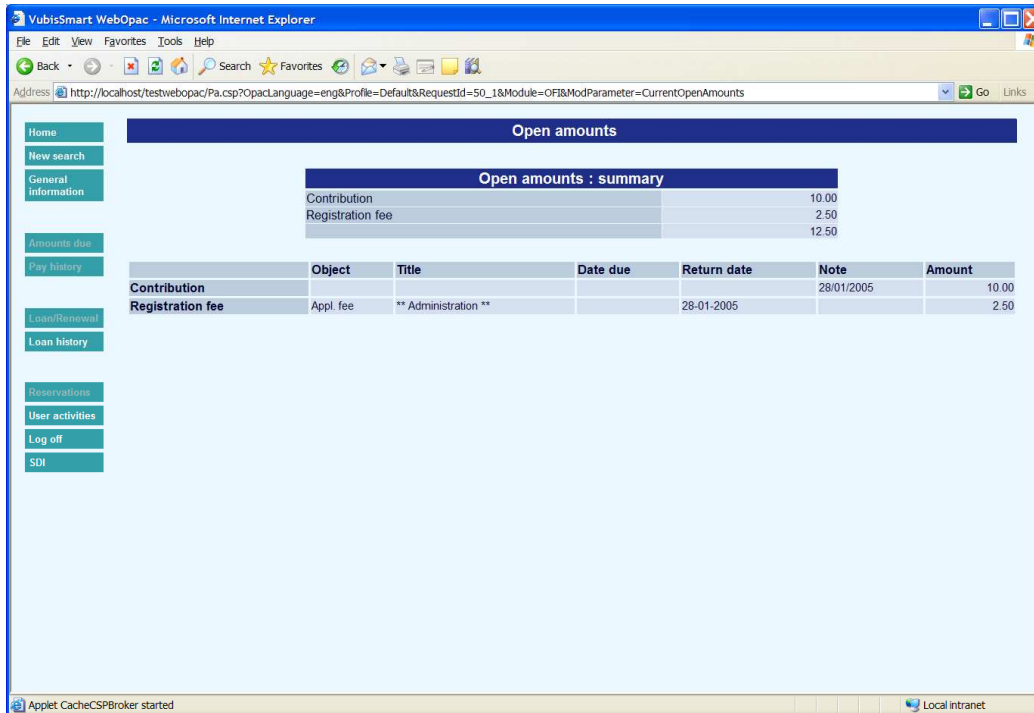 VubisSmart WebOpac - Microsoft Internet Explorer
File Edit View Favorites Tools Help
Back Search Favorites
Address http://localhost/testwebopac/Pa.csp?OpacLanguage=eng&Profile=Default&RequestId=50_1&Module=OFI&ModParameter=CurrentOpenAmounts Go Links
Home
New search
General
information
Amounts due
Pay history
Loan/Renewal
Loan history
Reservations
User activities
Log off
SDI
Open amounts
Open amounts : summary
Contribution 10.00
Registration fee 2.50
12.50
Object Title Date due Return date Note Amount
Contribution 28/01/2005 10.00
Registration fee Appl. fee ** Administration ** 28-01-2005 2.50
Applet CacheCSPBroker started Local intranet